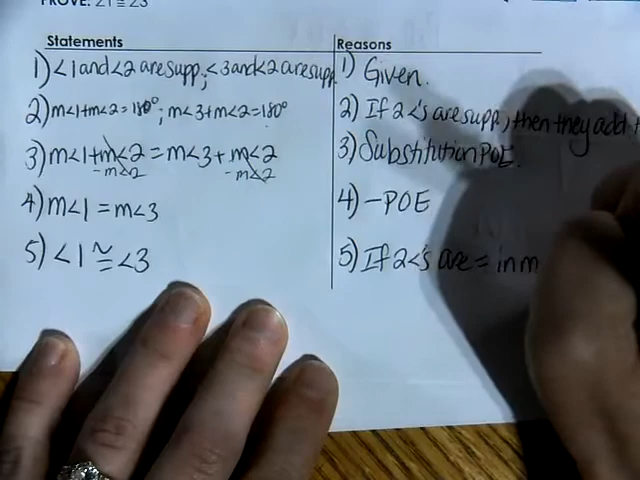 PROVE: ∠1 ≅ ∠3
Statements Reasons
1) <1 and <2 are supp; <3 and <2 are supp. 1) Given.
2) m<1+m<2=180°; m<3+m<2=180° 2) If 2 <'s are supp, then they add
3) m<1+m<2 = m<3+m<2 3) Substitution POE.
-m<2 -m<2
4) m<1 = m<3 4) -POE
5) <1 ≅ <3 5) If 2 <'s are = in m